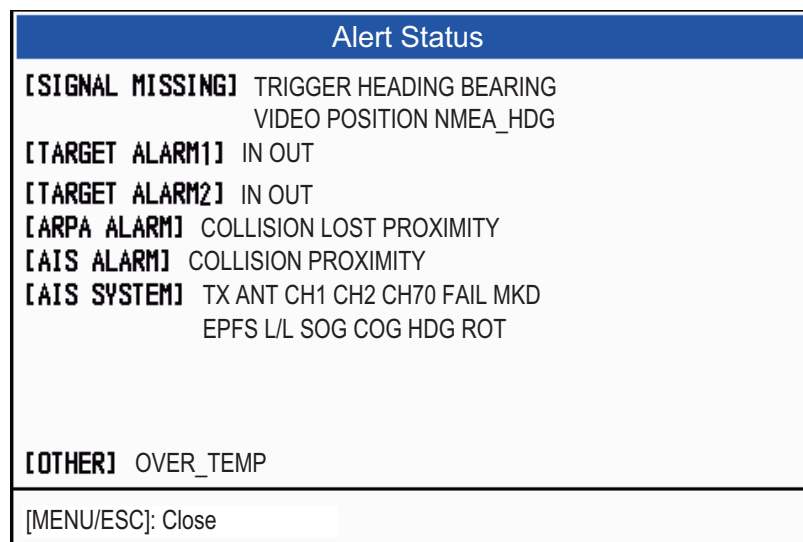 Alert Status
[SIGNAL MISSING] TRIGGER HEADING BEARING
VIDEO POSITION NMEA_HDG
[TARGET ALARM1] IN OUT
[TARGET ALARM2] IN OUT
[ARPA ALARM] COLLISION LOST PROXIMITY
[AIS ALARM] COLLISION PROXIMITY
[AIS SYSTEM] TX ANT CH1 CH2 CH70 FAIL MKD
EPFS L/L SOG COG HDG ROT
[OTHER] OVER_TEMP
[MENU/ESC]: Close